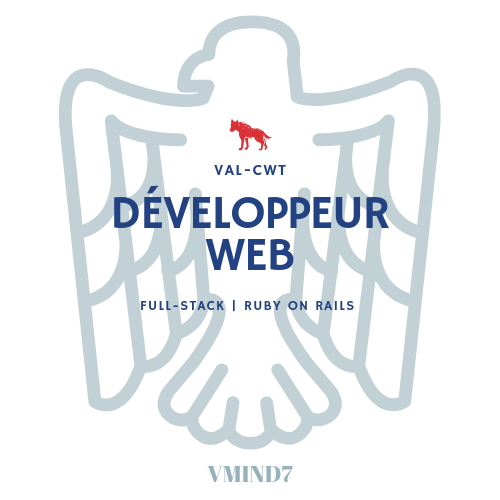 VAL-CWT
DÉVELOPPEUR
WEB
FULL-STACK | RUBY ON RAILS
VMIND7